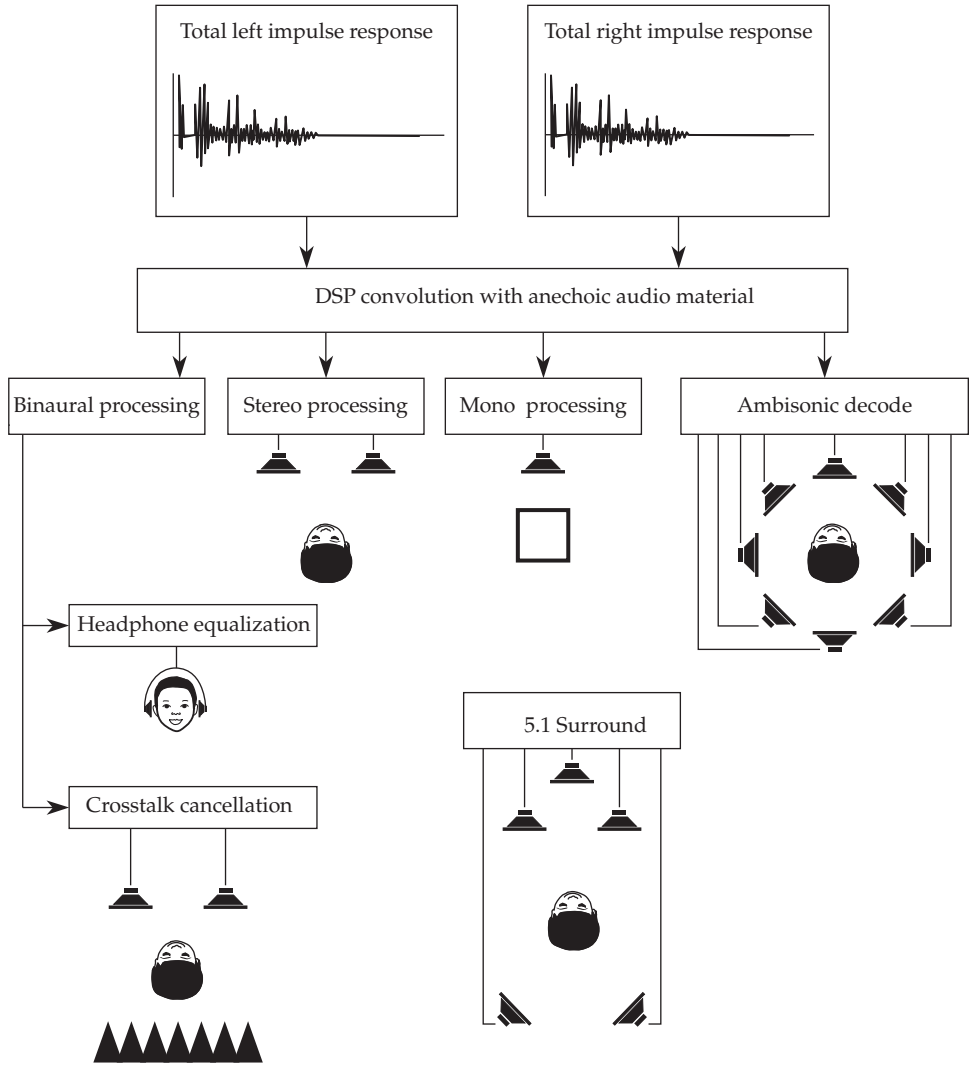 Total left impulse response
Total right impulse response
DSP convolution with anechoic audio material
Binaural processing
Stereo processing
Mono processing
Ambisonic decode
Headphone equalization
5.1 Surround
Crosstalk cancellation